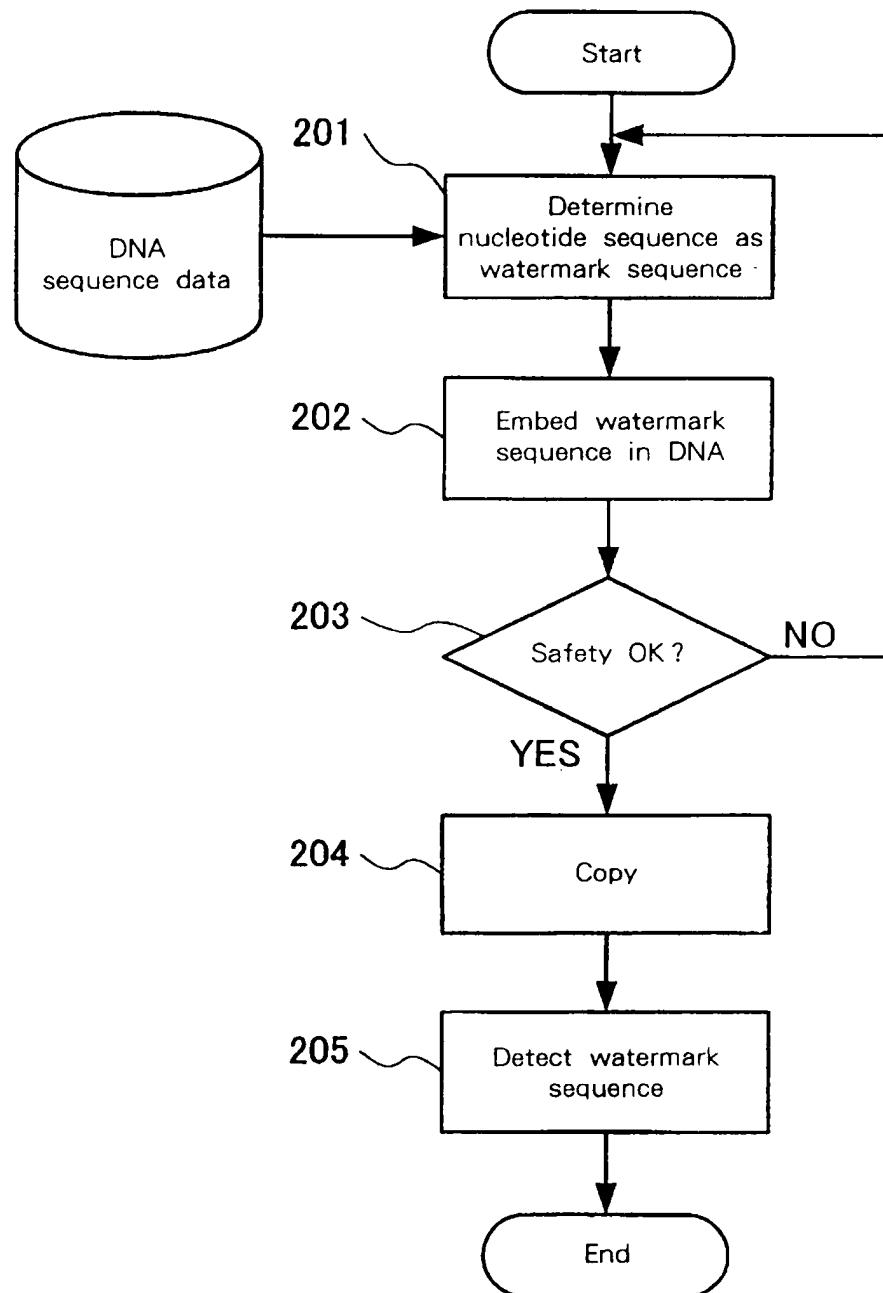 Start
201
Determine
nucleotide sequence as
watermark sequence
DNA
sequence data
202
Embed watermark
sequence in DNA
203
Safety OK?
NO
YES
204
Copy
205
Detect watermark
sequence
End